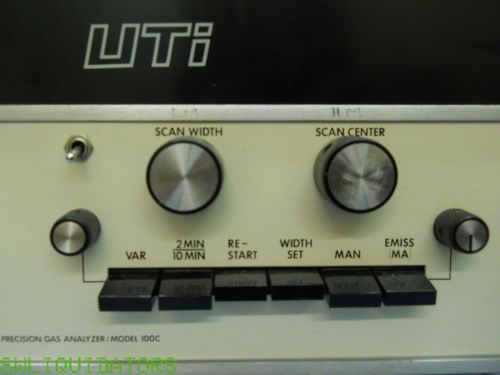 UTi
SCAN WIDTH
SCAN CENTER
VAR
2 MIN
10 MIN
RE-
START
WIDTH
SET
MAN
EMISS
(MA)
PRECISION GAS ANALYZER/MODEL 100C
SWLIQUIDATORS